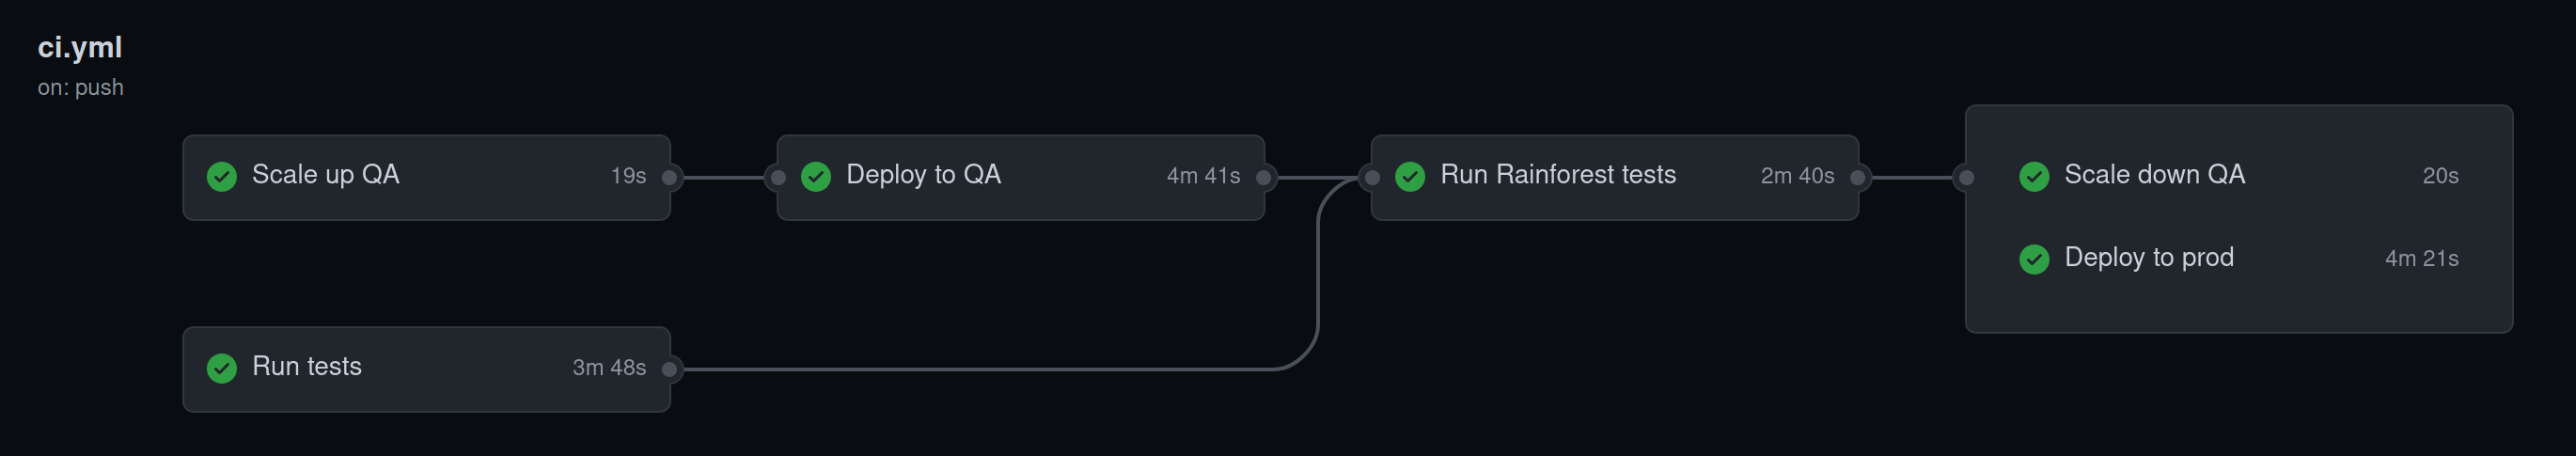 ci.yml
on: push
Scale up QA 19s
Deploy to QA 4m 41s
Run Rainforest tests 2m 40s
Scale down QA 20s
Deploy to prod 4m 21s
Run tests 3m 48s